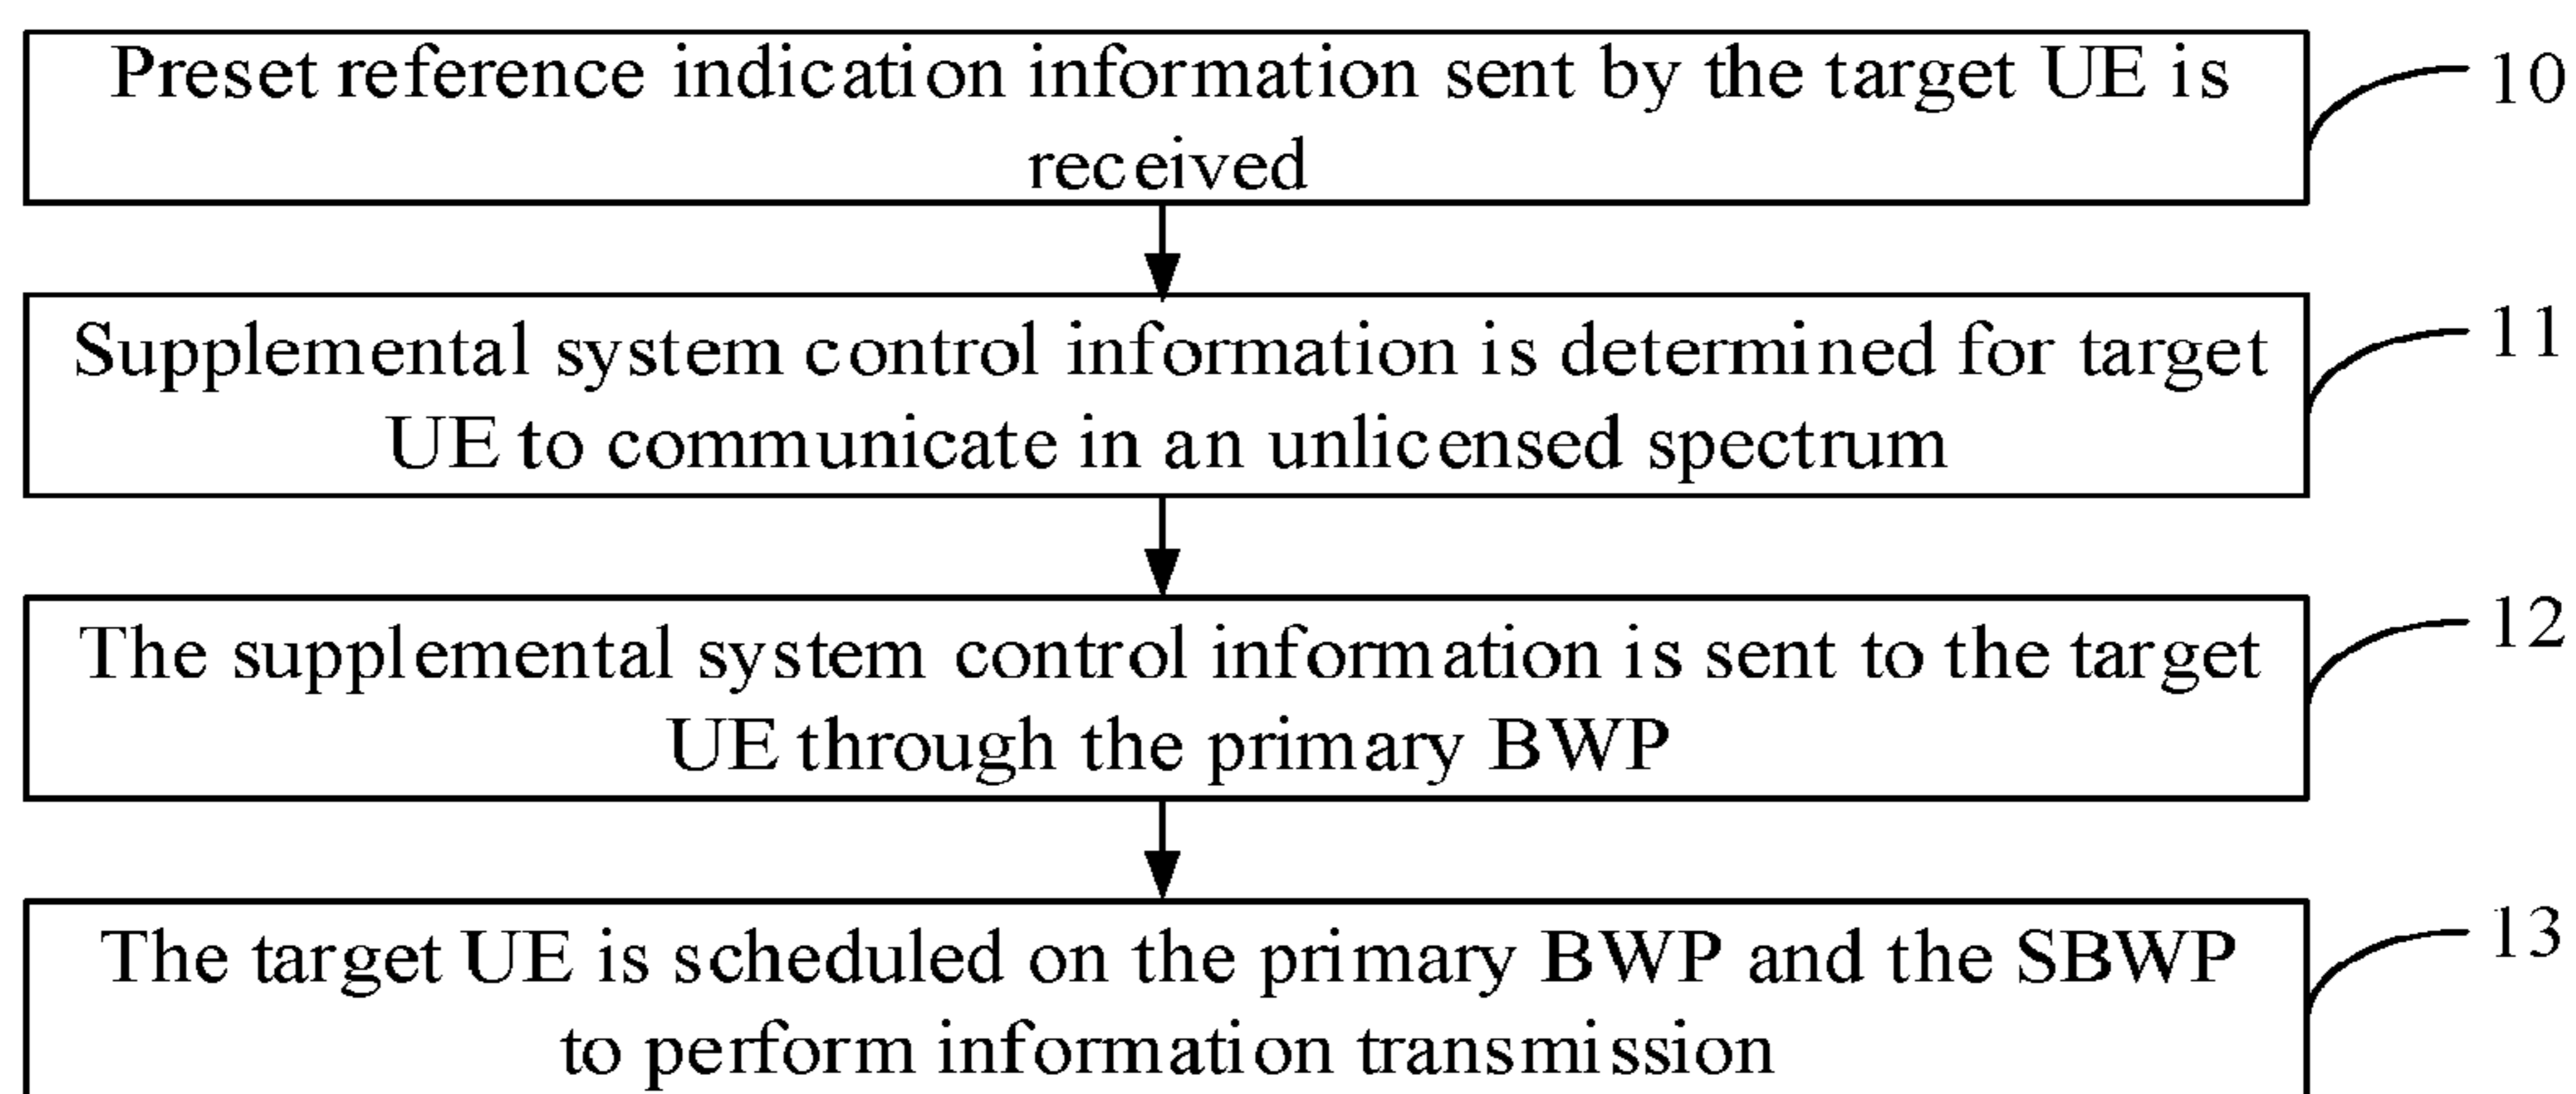 Preset reference indication information sent by the target UE is
received
10
Supplemental system control information is determined for target
UE to communicate in an unlicensed spectrum
11
The supplemental system control information is sent to the target
UE through the primary BWP
12
The target UE is scheduled on the primary BWP and the SBWP
to perform information transmission
13